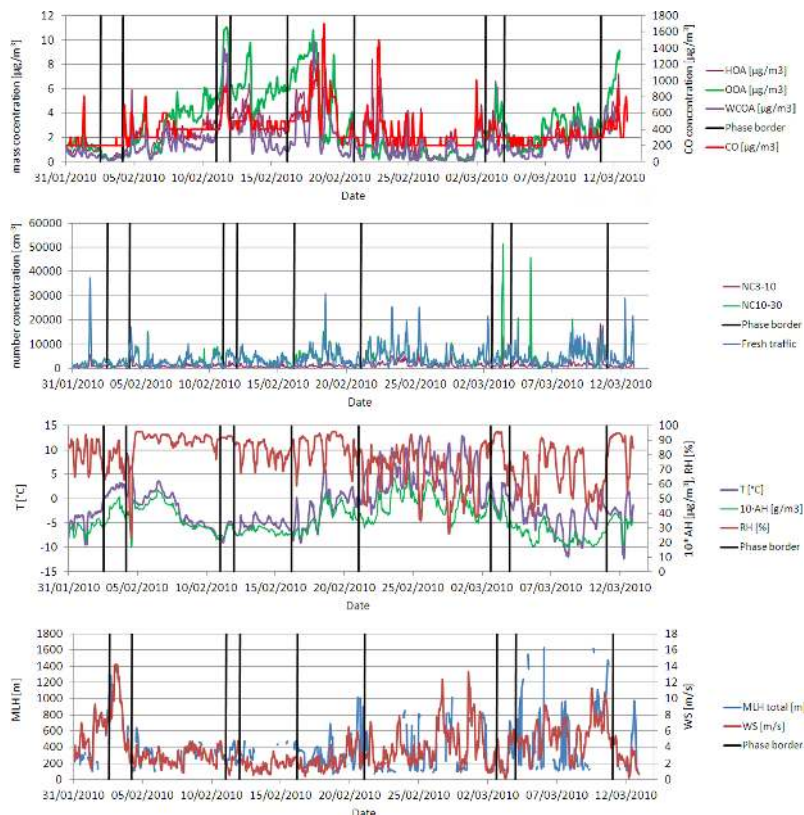 12
10
8
6
4
2
0
mass cocentration [µg/m³]
1800
1600
1400
1200
1000
800
600
400
200
0
CO concentration [µg/m³]
31/01/2010 05/02/2010 10/02/2010 15/02/2010 20/02/2010 25/02/2010 02/03/2010 07/03/2010 12/03/2010
Date
HOA [µg/m3]
OOA [µg/m3]
WCOA [µg/m3]
Phase border
CO [µg/m3]
60000
50000
40000
30000
20000
10000
0
number concentration [cm⁻³]
31/01/2010 05/02/2010 10/02/2010 15/02/2010 20/02/2010 25/02/2010 02/03/2010 07/03/2010 12/03/2010
Date
NC3-10
NC10-30
Phase border
Fresh traffic
15
10
5
0
-5
-10
-15
T [°C]
100
90
80
70
60
50
40
30
20
10
0
10*AH [µg/m³], RH [%]
31/01/2010 05/02/2010 10/02/2010 15/02/2010 20/02/2010 25/02/2010 02/03/2010 07/03/2010 12/03/2010
Date
T [°C]
10·AH [g/m3]
RH [%]
Phase border
1800
1600
1400
1200
1000
800
600
400
200
0
MLH [m]
18
16
14
12
10
8
6
4
2
0
WS [m/s]
31/01/2010 05/02/2010 10/02/2010 15/02/2010 20/02/2010 25/02/2010 02/03/2010 07/03/2010 12/03/2010
Date
MLH total [m]
WS [m/s]
Phase border